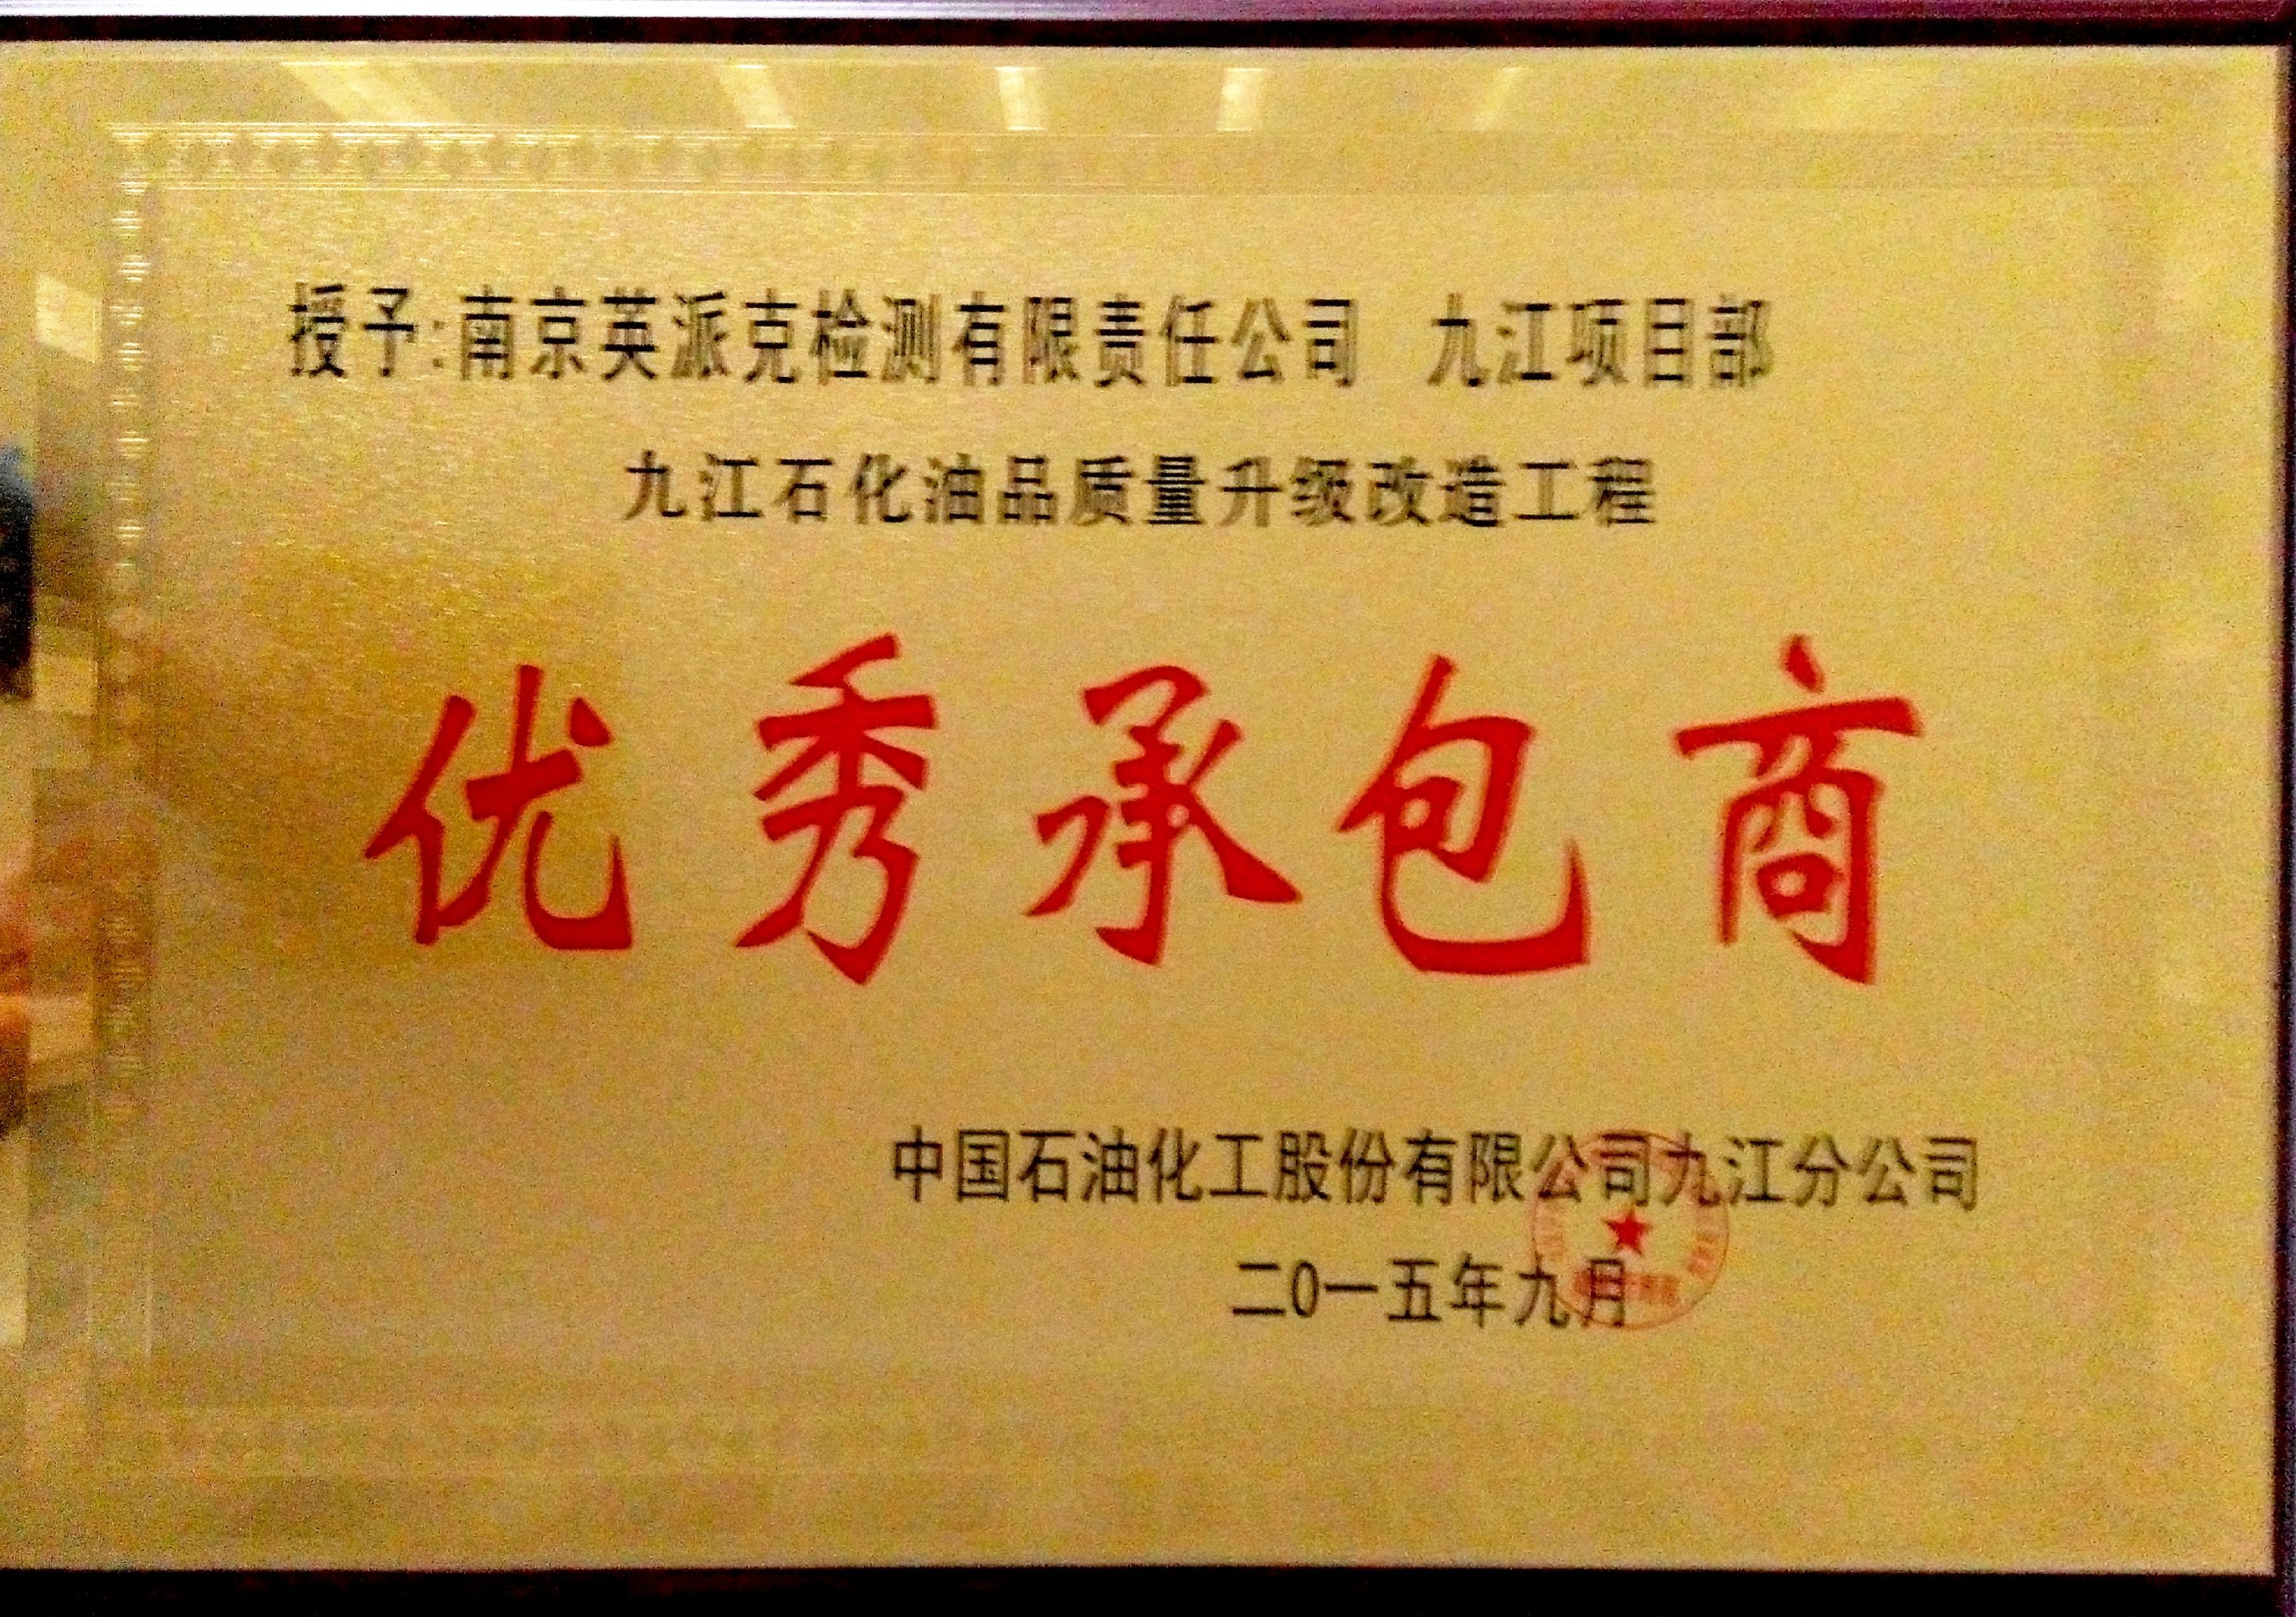 授予:南京英派克检测有限责任公司 九江项目部
九江石化油品质量升级改造工程
优秀承包商
中国石油化工股份有限公司九江分公司
二0一五年九月